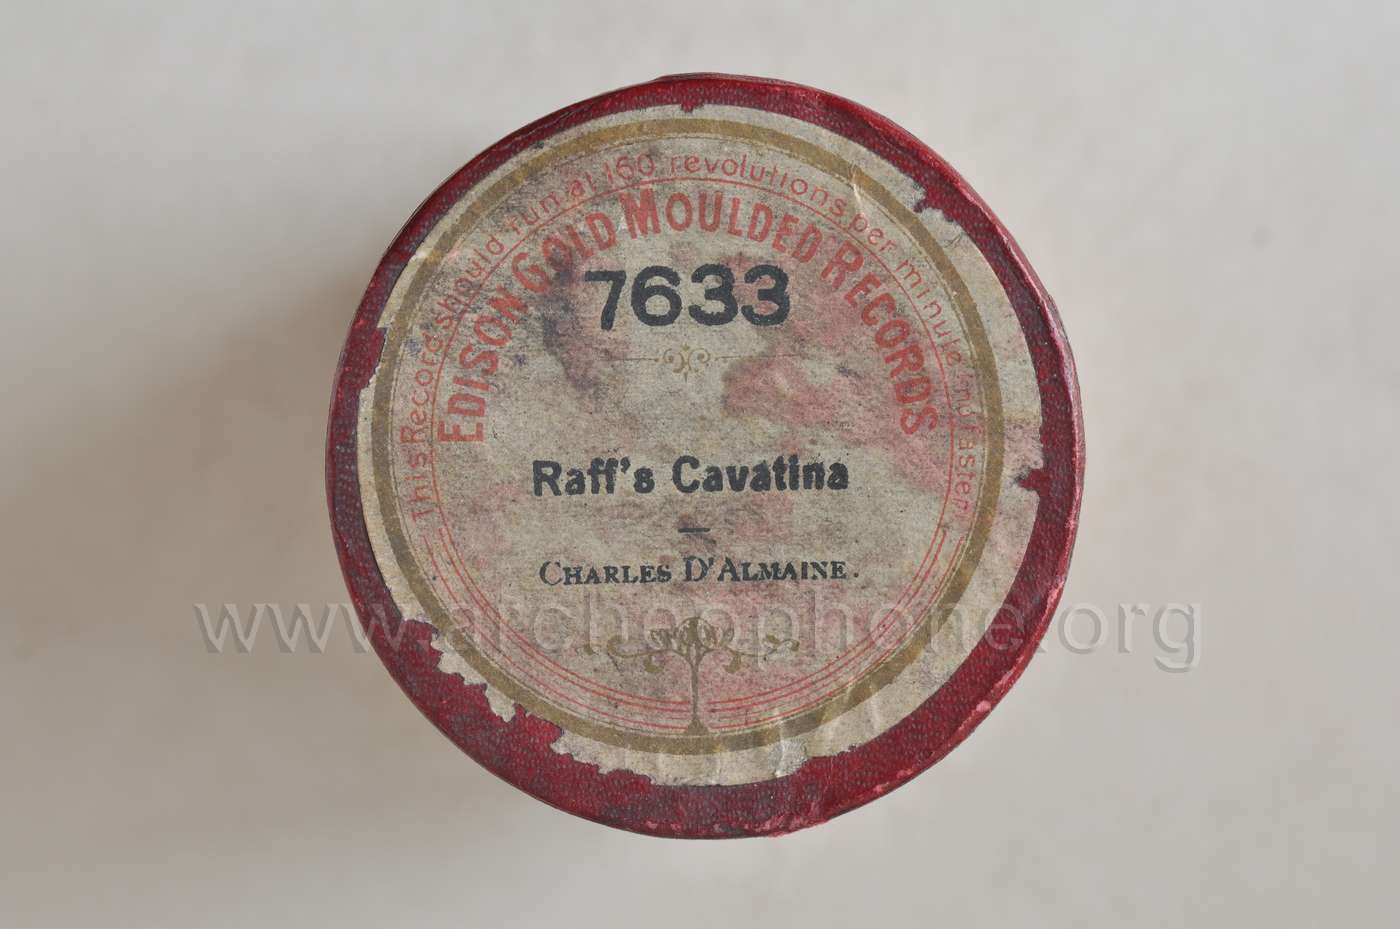 This Record should run at 160 revolutions per minute, no faster.
EDISON GOLD MOULDED RECORDS
7633
Raff's Cavatina
CHARLES D'ALMAINE.
www.archeophone.org